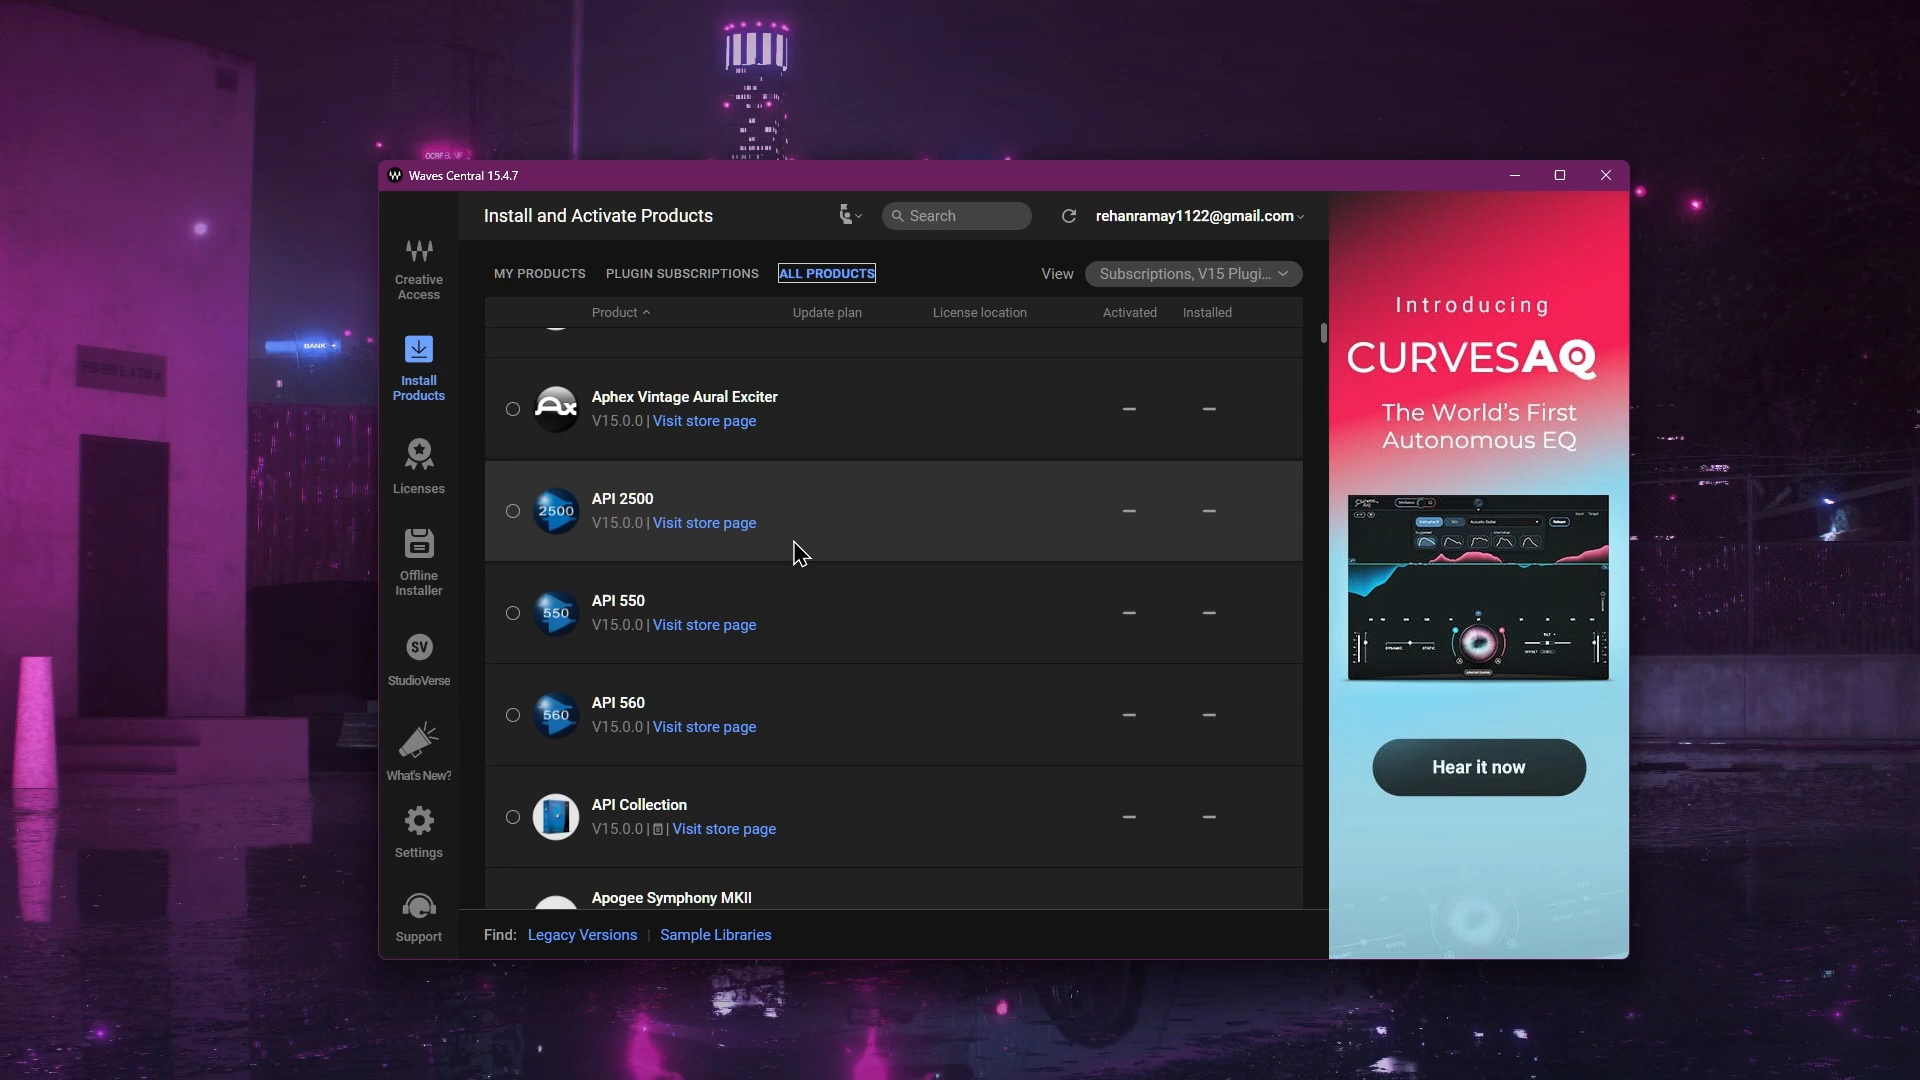 Waves Central 15.4.7
Install and Activate Products
Search
rehanramay1122@gmail.com
Creative
Access
Install
Products
Licenses
Offline
Installer
SV
StudioVerse
What's New?
Settings
Support
MY PRODUCTS
PLUGIN SUBSCRIPTIONS
ALL PRODUCTS
View
Subscriptions, V15 Plugi...
Product
Update plan
License location
Activated
Installed
Aphex Vintage Aural Exciter
V15.0.0 | Visit store page
2500
API 2500
V15.0.0 | Visit store page
550
API 550
V15.0.0 | Visit store page
560
API 560
V15.0.0 | Visit store page
API Collection
V15.0.0 | | Visit store page
Apogee Symphony MKII
Find: Legacy Versions | Sample Libraries
Introducing
CURVESAQ
The World's First
Autonomous EQ
Hear it now
BANK